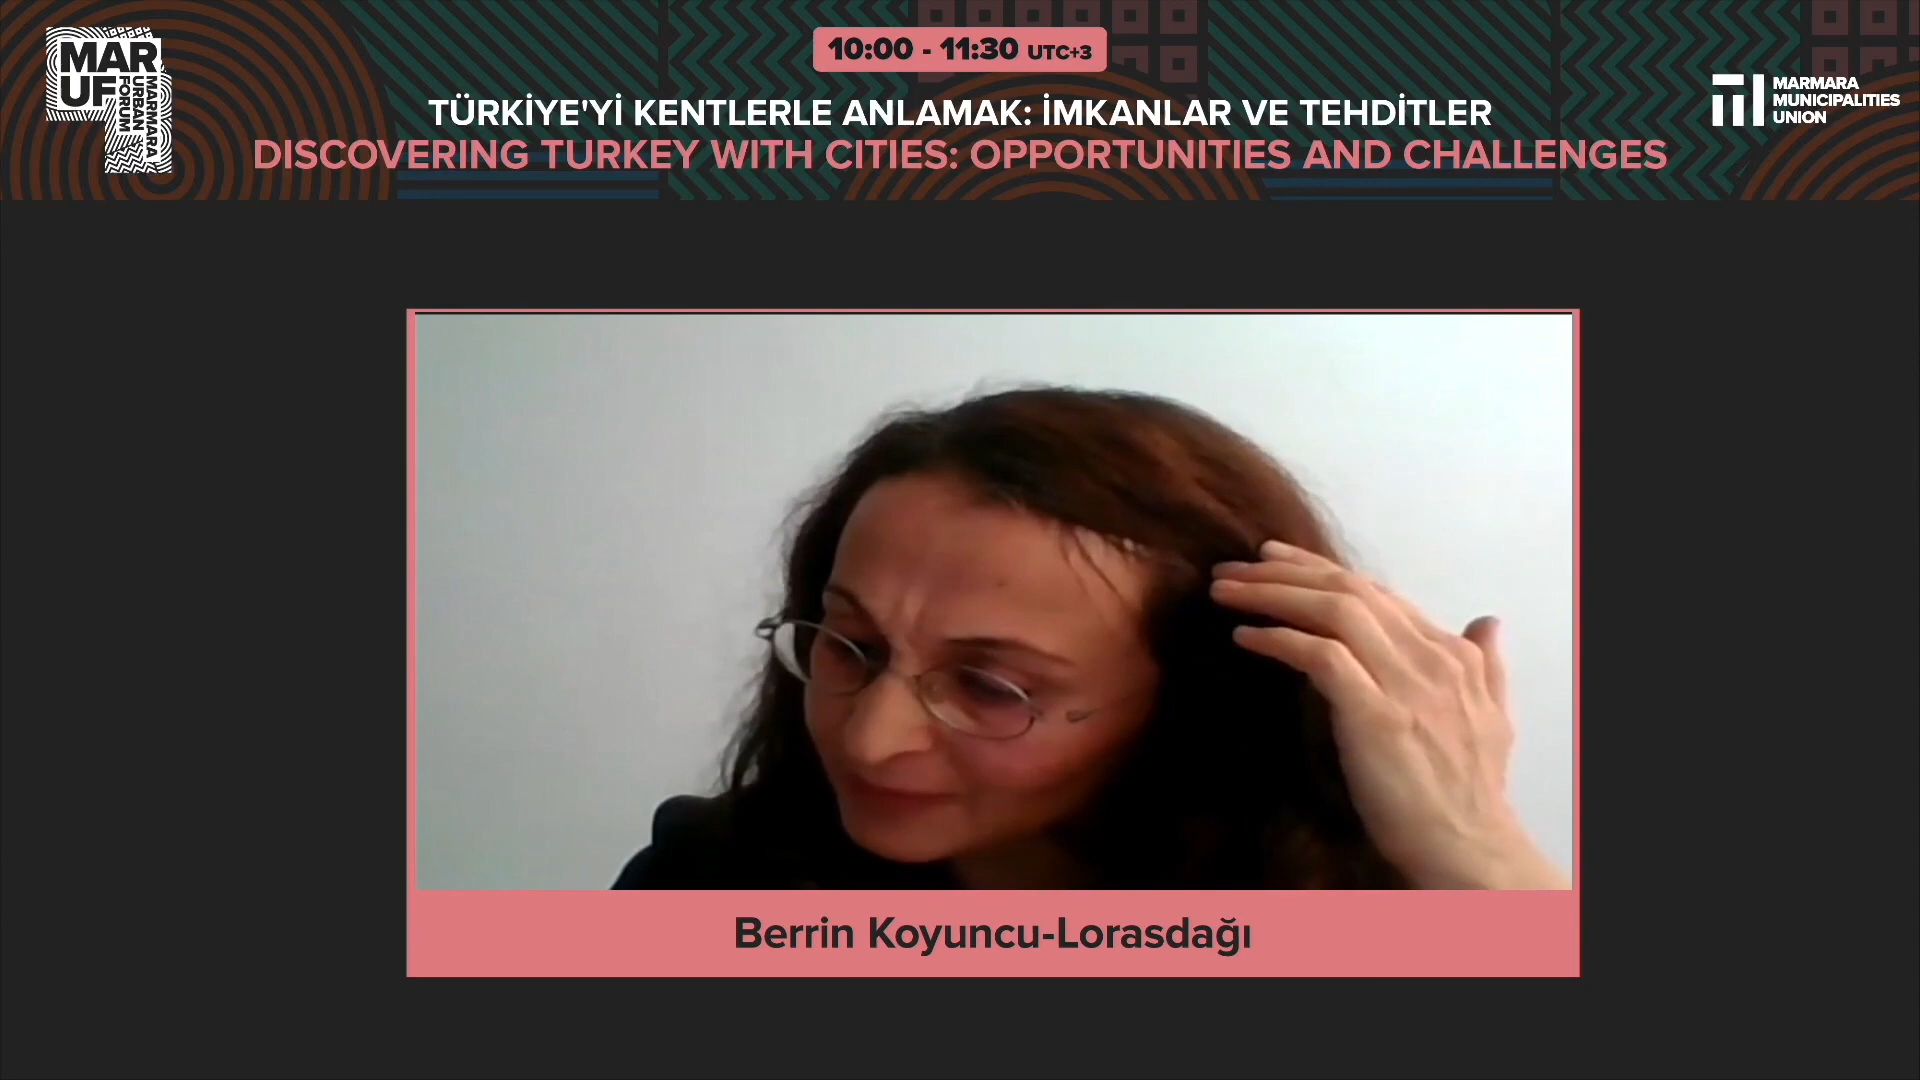 MAR
UF
MARMARA
URBAN
FORUM
10:00 - 11:30 UTC+3
TÜRKİYE'Yİ KENTLERLE ANLAMAK: İMKANLAR VE TEHDİTLER
DISCOVERING TURKEY WITH CITIES: OPPORTUNITIES AND CHALLENGES
MARMARA
MUNICIPALITIES
UNION
Berrin Koyuncu-Lorasdağı